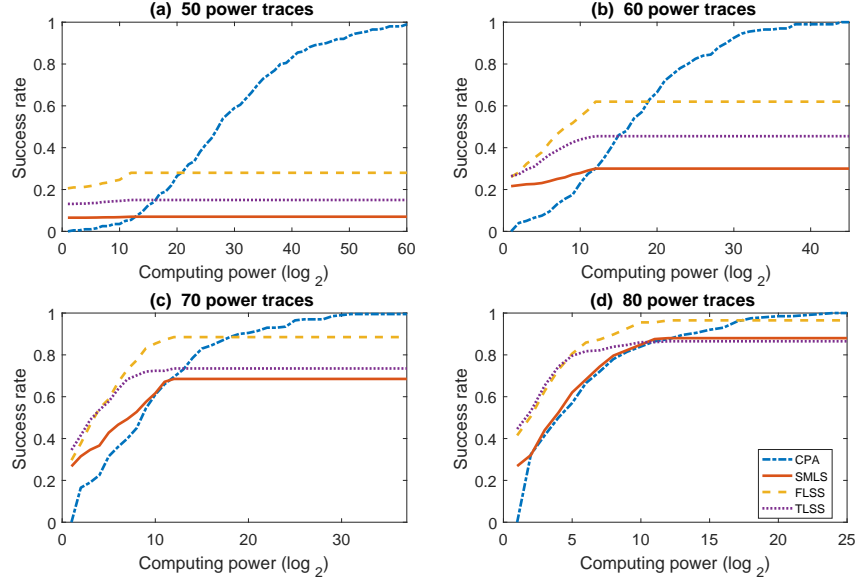 (a) 50 power traces
1
0.8
0.6
0.4
0.2
0
Success rate
0 10 20 30 40 50 60
Computing power (log 2)
(b) 60 power traces
1
0.8
0.6
0.4
0.2
0
Success rate
0 10 20 30 40
Computing power (log 2)
(c) 70 power traces
1
0.8
0.6
0.4
0.2
0
Success rate
0 10 20 30
Computing power (log 2)
(d) 80 power traces
1
0.8
0.6
0.4
0.2
0
Success rate
0 5 10 15 20 25
Computing power (log 2)
CPA
SMLS
FLSS
TLSS